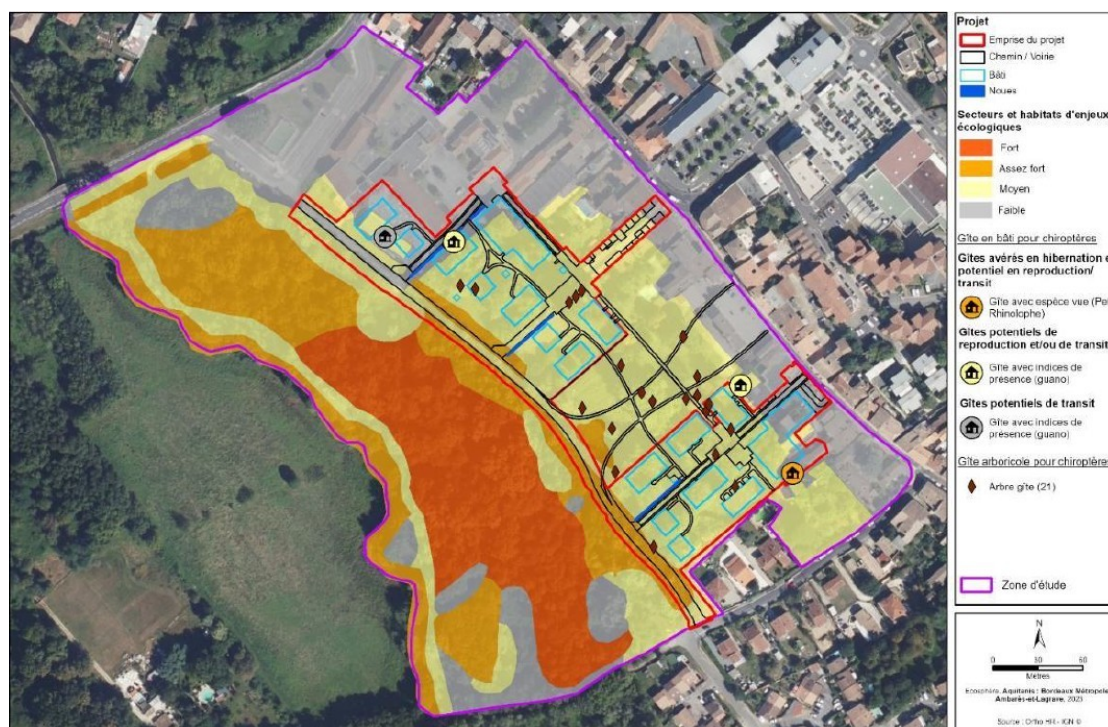 Projet
Emprise du projet
Chemin / Voirie
Bâti
Noues
Secteurs et habitats d'enjeux
écologiques
Fort
Assez fort
Moyen
Faible
Gîte en bâti pour chiroptères
Gîtes avérés en hibernation e
potentiel en reproduction/
transit
Gîte avec espèce vue (Pe
Rhinolophe)
Gîtes potentiels de
reproduction et/ou de transit
Gîte avec indices de
présence (guano)
Gîtes potentiels de transit
Gîte avec indices de
présence (guano)
Gîte arboricole pour chiroptères
Arbre gîte (21)
Zone d'étude
N
0 30 60
Mètres
Ecosphère, Aquitanis - Bordeaux Métropole
Ambarès-et-Lagrave, 2023
Source : Ortho HR - IGN ©